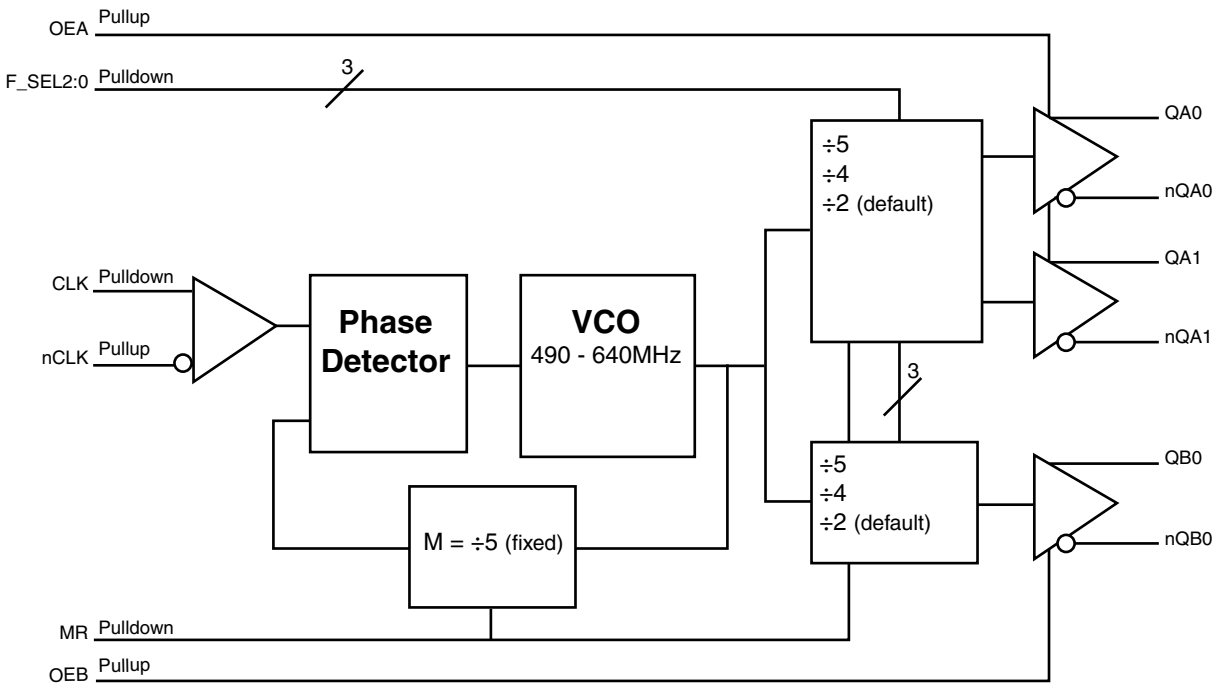 OEA Pullup
F_SEL2:0 Pulldown
3
QA0
÷5
÷4
÷2 (default)
nQA0
QA1
CLK Pulldown
Phase
Detector
VCO
490 - 640MHz
nCLK Pullup
nQA1
3
÷5
÷4
÷2 (default)
QB0
M = ÷5 (fixed)
nQB0
MR Pulldown
OEB Pullup